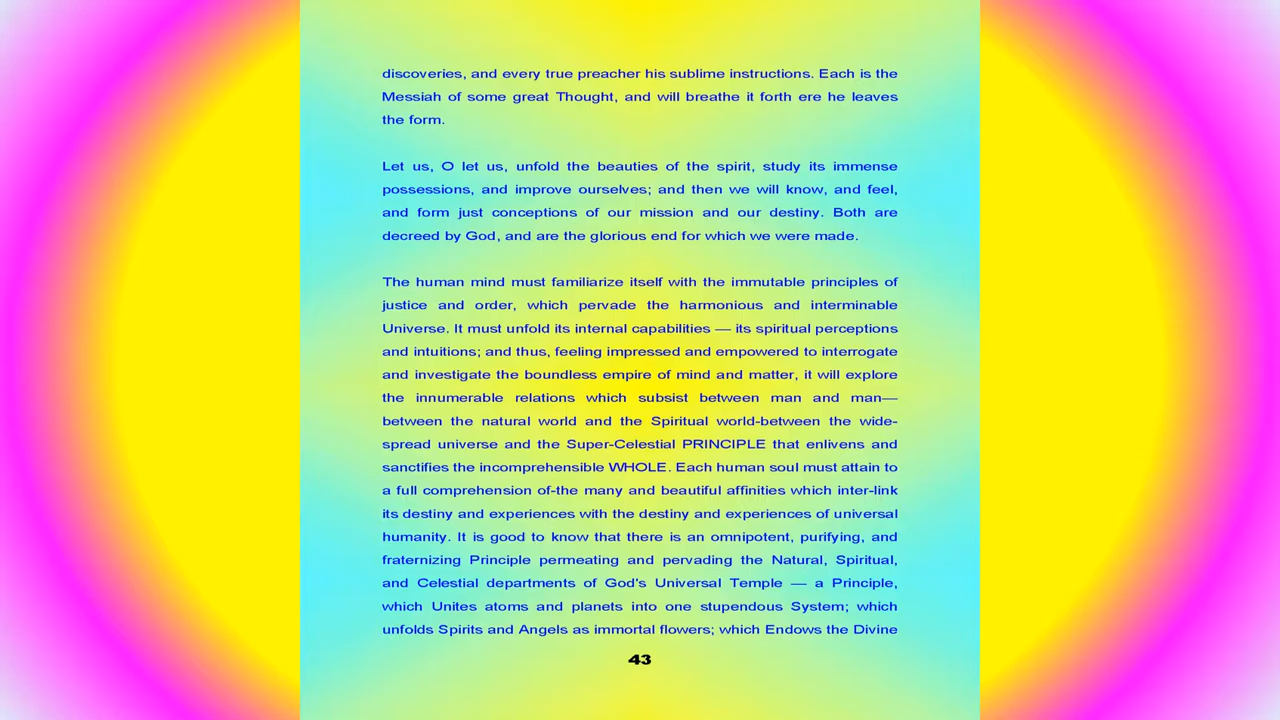 discoveries, and every true preacher his sublime instructions. Each is the
Messiah of some great Thought, and will breathe it forth ere he leaves
the form.
Let us, O let us, unfold the beauties of the spirit, study its immense
possessions, and improve ourselves; and then we will know, and feel,
and form just conceptions of our mission and our destiny. Both are
decreed by God, and are the glorious end for which we were made.
The human mind must familiarize itself with the immutable principles of
justice and order, which pervade the harmonious and interminable
Universe. It must unfold its internal capabilities — its spiritual perceptions
and intuitions; and thus, feeling impressed and empowered to interrogate
and investigate the boundless empire of mind and matter, it will explore
the innumerable relations which subsist between man and man—
between the natural world and the Spiritual world-between the wide-
spread universe and the Super-Celestial PRINCIPLE that enlivens and
sanctifies the incomprehensible WHOLE. Each human soul must attain to
a full comprehension of-the many and beautiful affinities which inter-link
its destiny and experiences with the destiny and experiences of universal
humanity. It is good to know that there is an omnipotent, purifying, and
fraternizing Principle permeating and pervading the Natural, Spiritual,
and Celestial departments of God's Universal Temple — a Principle,
which Unites atoms and planets into one stupendous System; which
unfolds Spirits and Angels as immortal flowers; which Endows the Divine
43